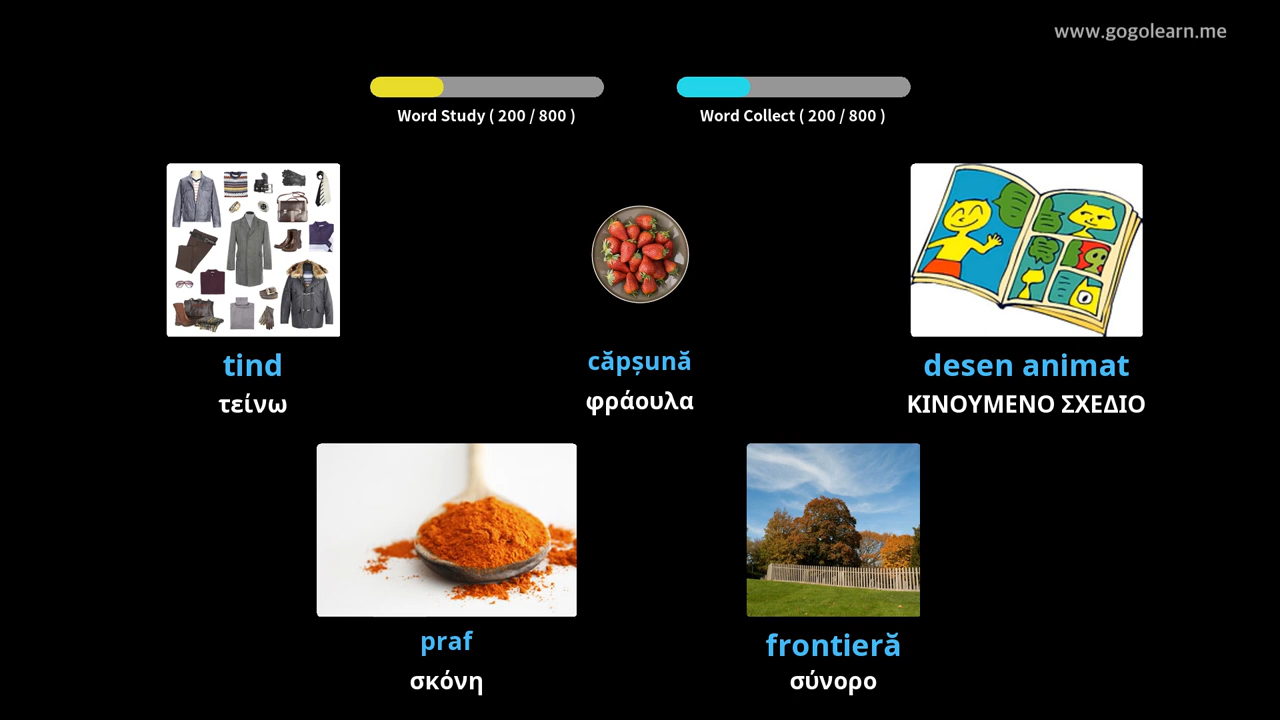 www.gogolearn.me
Word Study ( 200 / 800 )
Word Collect ( 200 / 800 )
tind
τείνω
căpșună
φράουλα
desen animat
ΚΙΝΟΥΜΕΝΟ ΣΧΕΔΙΟ
praf
σκόνη
frontieră
σύνορο